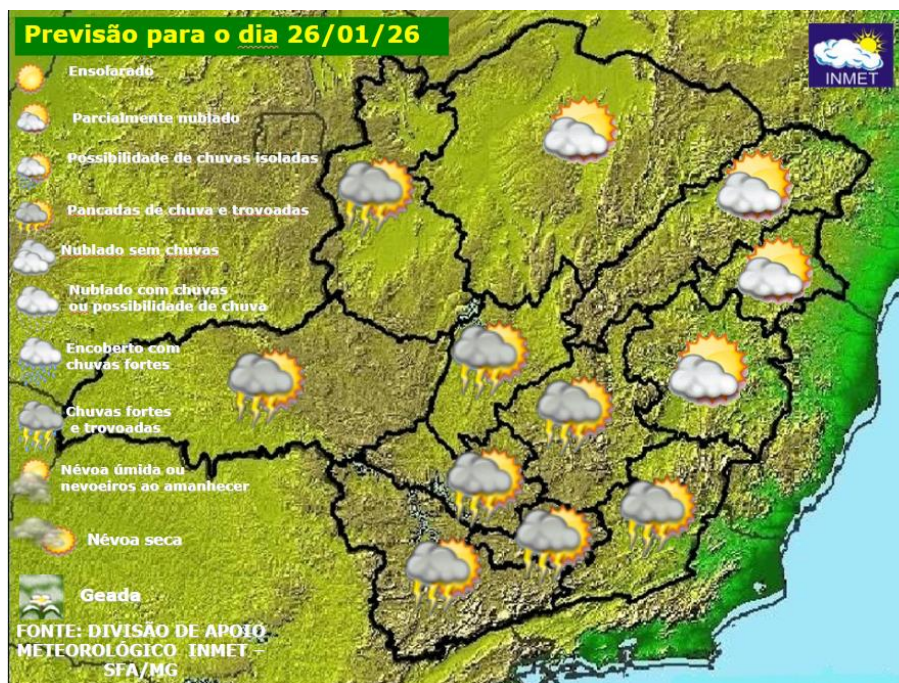 Previsão para o dia 26/01/26
INMET
Ensolarado
Parcialmente nublado
Possibilidade de chuvas isoladas
Pancadas de chuva e trovoadas
Nublado sem chuvas
Nublado com chuvas
ou possibilidade de chuva
Encoberto com
chuvas fortes
Chuvas fortes
e trovoadas
Névoa úmida ou
nevoeiros ao amanhecer
Névoa seca
Geada
FONTE: DIVISÃO DE APOIO
METEOROLÓGICO INMET –
SFA/MG